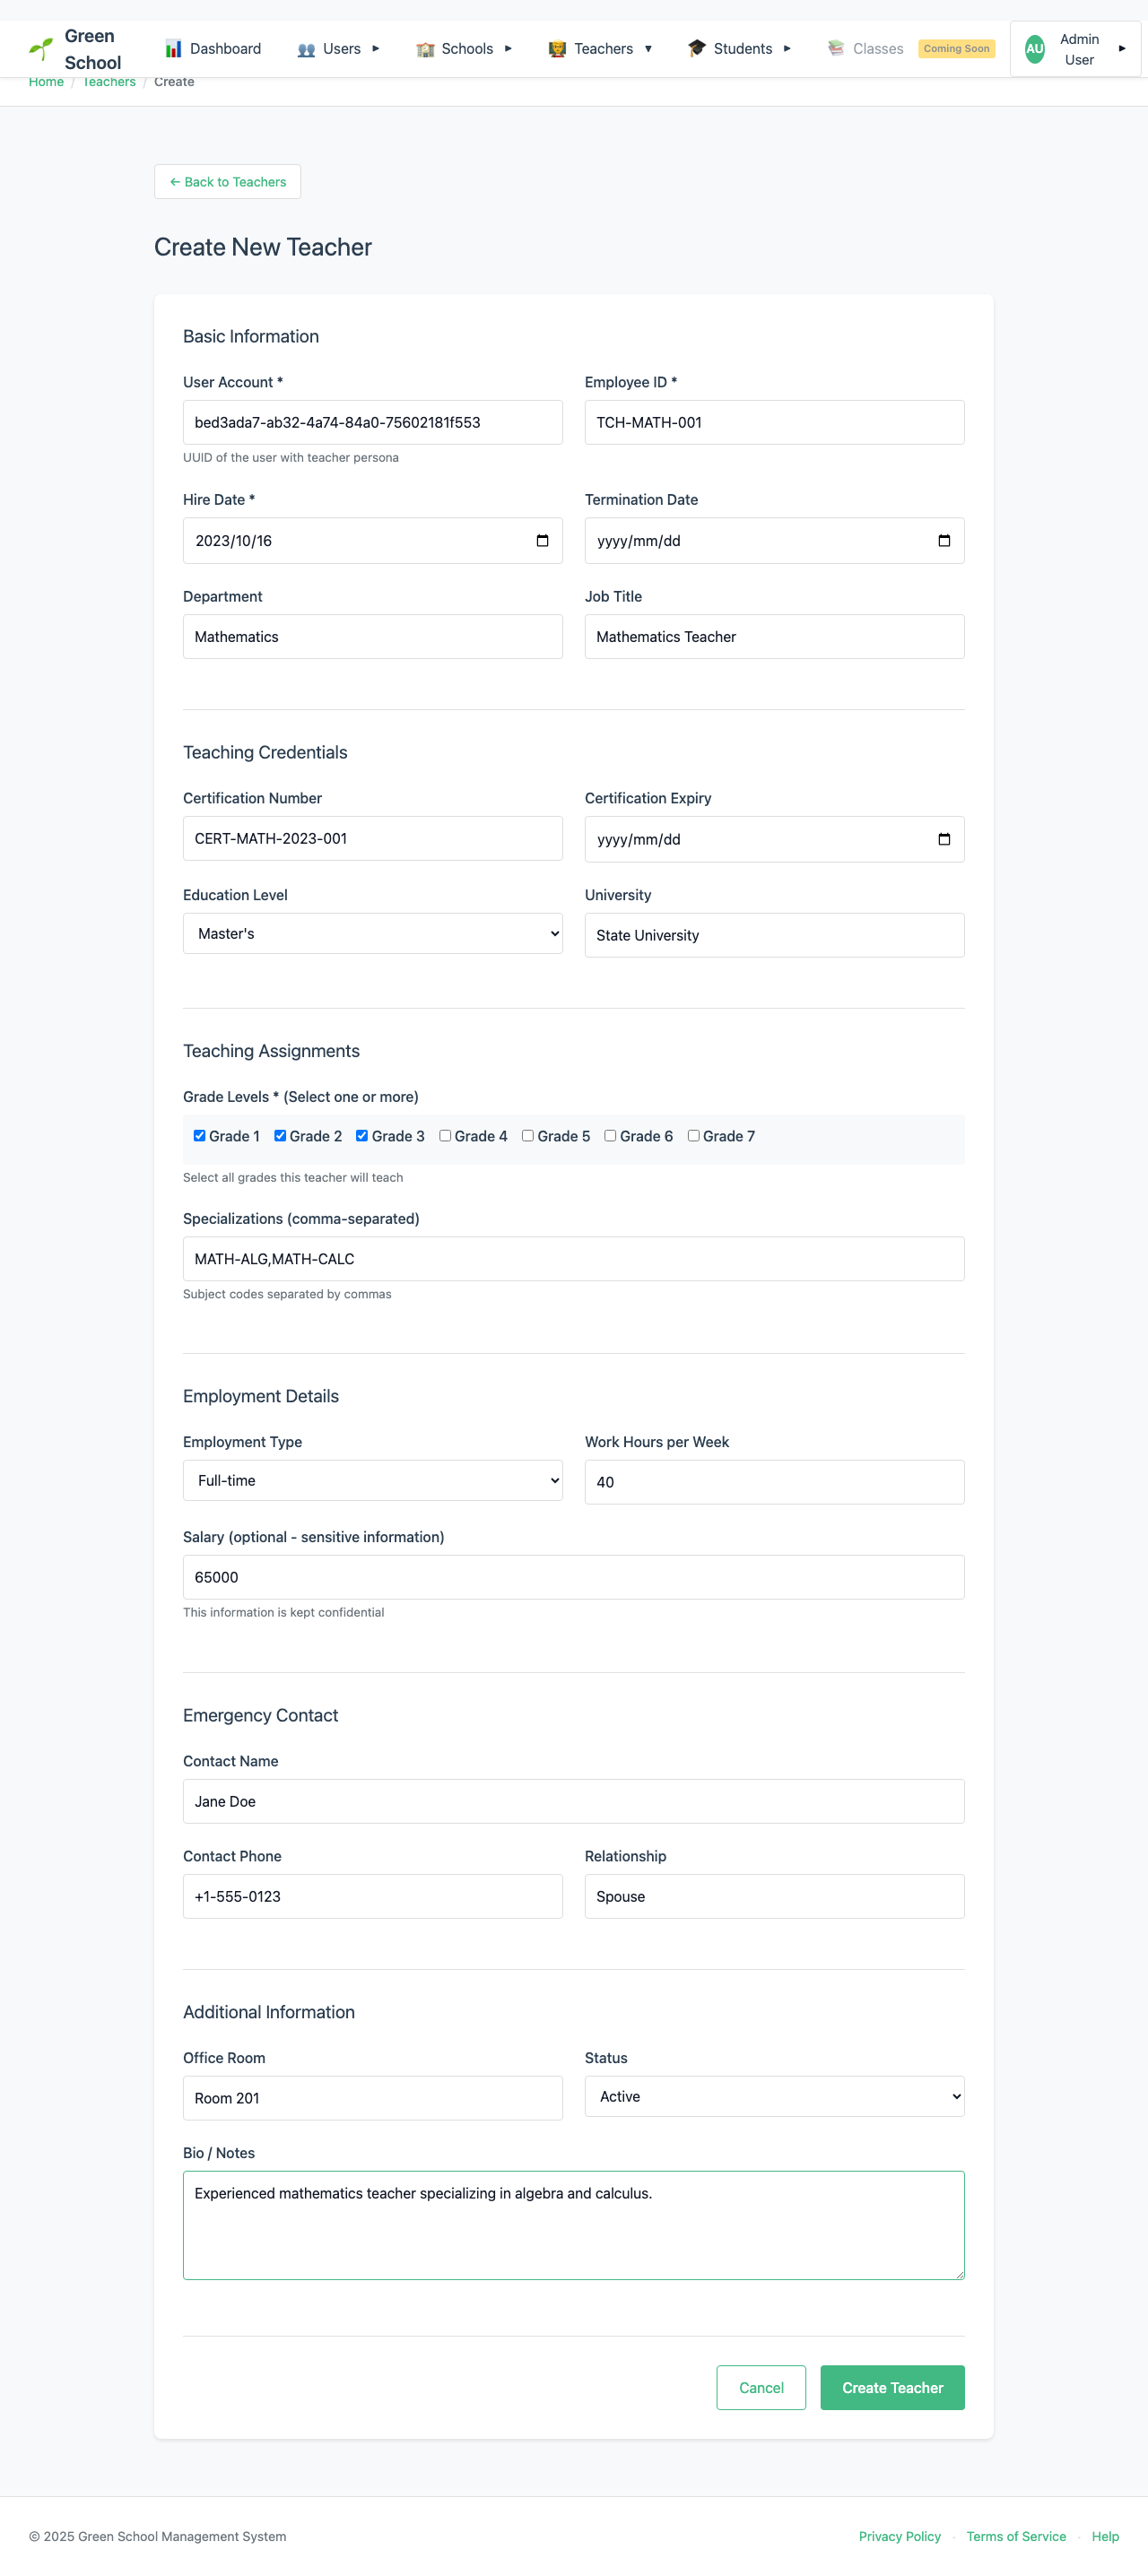 Green School
Dashboard
Users
Schools
Teachers
Students
Classes
Coming Soon
AU
Admin User
Home / Teachers / Create
← Back to Teachers
Create New Teacher
Basic Information
User Account *
bed3ada7-ab32-4a74-84a0-75602181f553
UUID of the user with teacher persona
Employee ID *
TCH-MATH-001
Hire Date *
2023/10/16
Termination Date
yyyy/mm/dd
Department
Mathematics
Job Title
Mathematics Teacher
Teaching Credentials
Certification Number
CERT-MATH-2023-001
Certification Expiry
yyyy/mm/dd
Education Level
Master's
University
State University
Teaching Assignments
Grade Levels * (Select one or more)
Grade 1 Grade 2 Grade 3 Grade 4 Grade 5 Grade 6 Grade 7
Select all grades this teacher will teach
Specializations (comma-separated)
MATH-ALG,MATH-CALC
Subject codes separated by commas
Employment Details
Employment Type
Full-time
Work Hours per Week
40
Salary (optional - sensitive information)
65000
This information is kept confidential
Emergency Contact
Contact Name
Jane Doe
Contact Phone
+1-555-0123
Relationship
Spouse
Additional Information
Office Room
Room 201
Status
Active
Bio / Notes
Experienced mathematics teacher specializing in algebra and calculus.
Cancel
Create Teacher
© 2025 Green School Management System
Privacy Policy · Terms of Service · Help